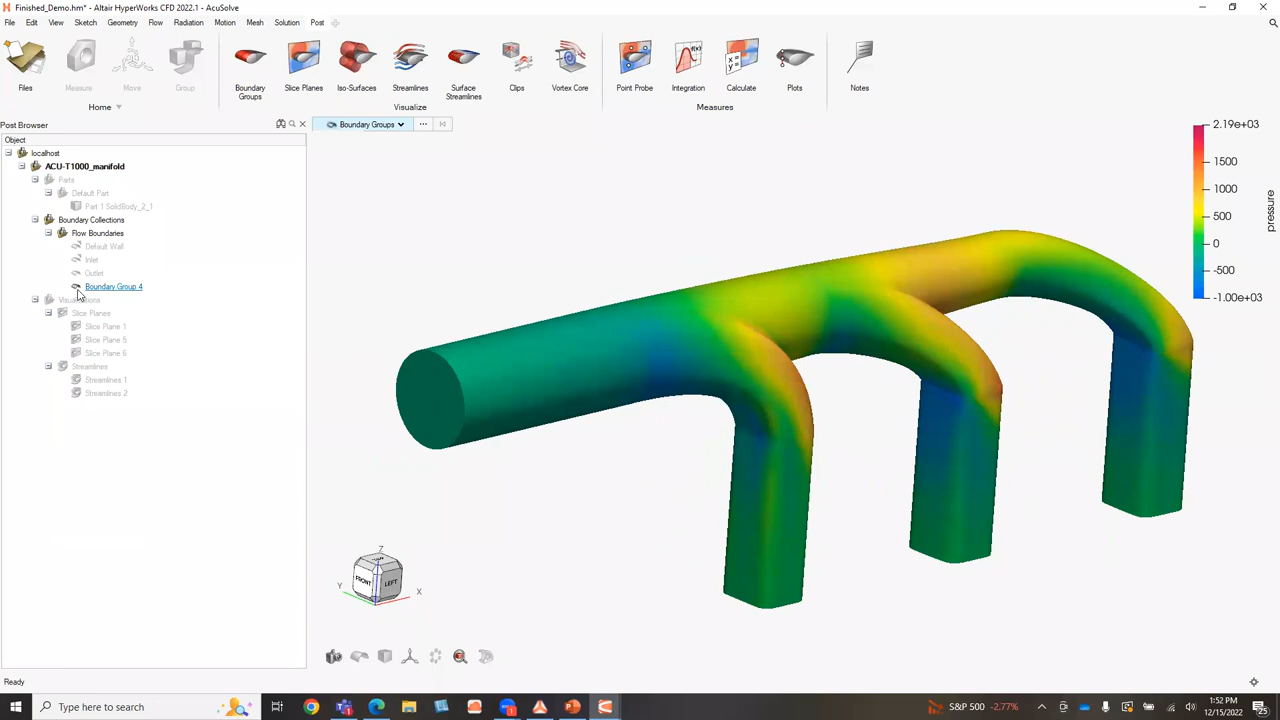 Finished_Demo.hm* - Altair HyperWorks CFD 2022.1 - AcuSolve
File Edit View Sketch Geometry Flow Radiation Motion Mesh Solution Post
Files Measure Move Group
Home
Boundary Groups Slice Planes Iso-Surfaces Streamlines Surface Streamlines Clips Vortex Core
Visualize
Point Probe Integration Calculate Plots
Measures
Notes
Post Browser
Boundary Groups
Object
localhost
ACU-T1000_manifold
Parts
Default Part
Part 1 SolidBody_2_1
Boundary Collections
Flow Boundaries
Default Wall
Inlet
Outlet
Boundary Group 4
Slice Planes
Slice Plane 1
Slice Plane 5
Slice Plane 6
Streamlines
Streamlines 1
Streamlines 2
2.19e+03
1500
1000
500
0
-500
-1.00e+03
pressure
Z
FRONT LEFT
Y X
Ready
Type here to search
S&P 500 -2.77%
1:52 PM
12/15/2022